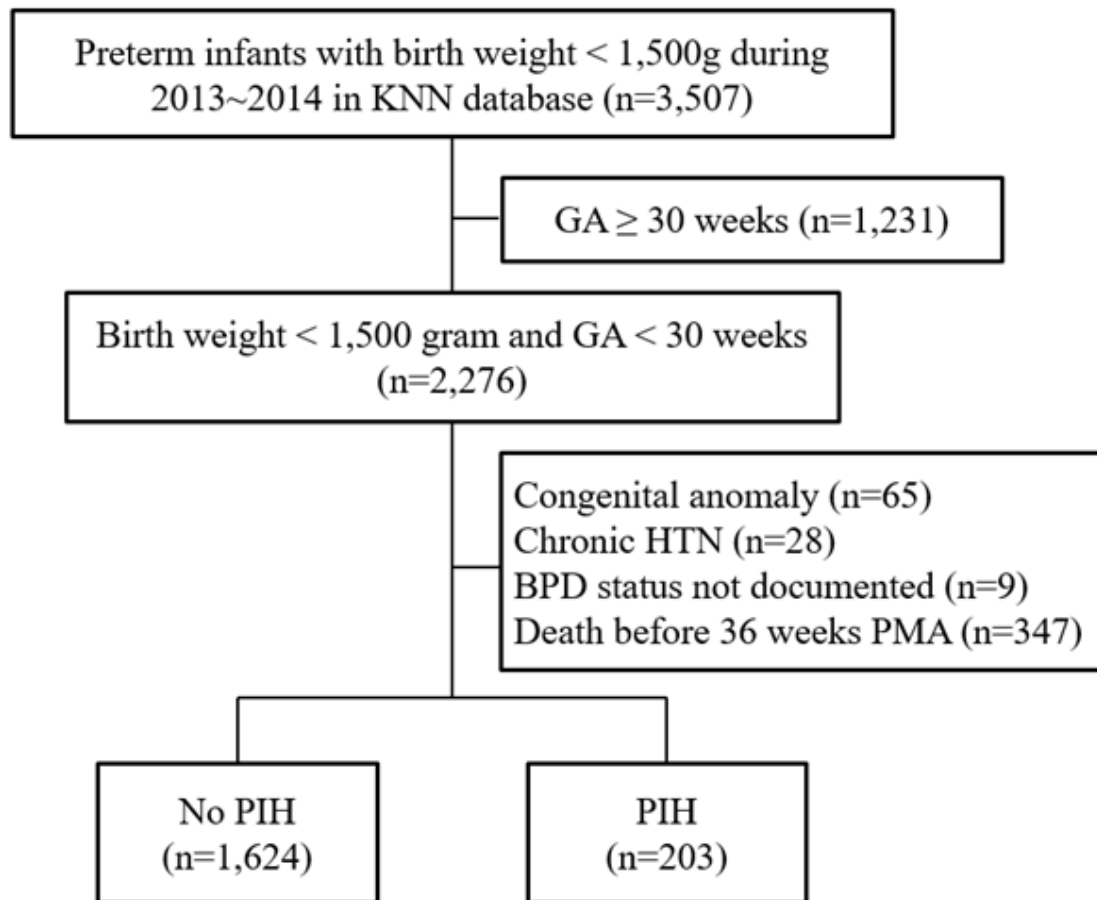 Preterm infants with birth weight < 1,500g during
2013~2014 in KNN database (n=3,507)
GA ≥ 30 weeks (n=1,231)
Birth weight < 1,500 gram and GA < 30 weeks
(n=2,276)
Congenital anomaly (n=65)
Chronic HTN (n=28)
BPD status not documented (n=9)
Death before 36 weeks PMA (n=347)
No PIH
(n=1,624)
PIH
(n=203)